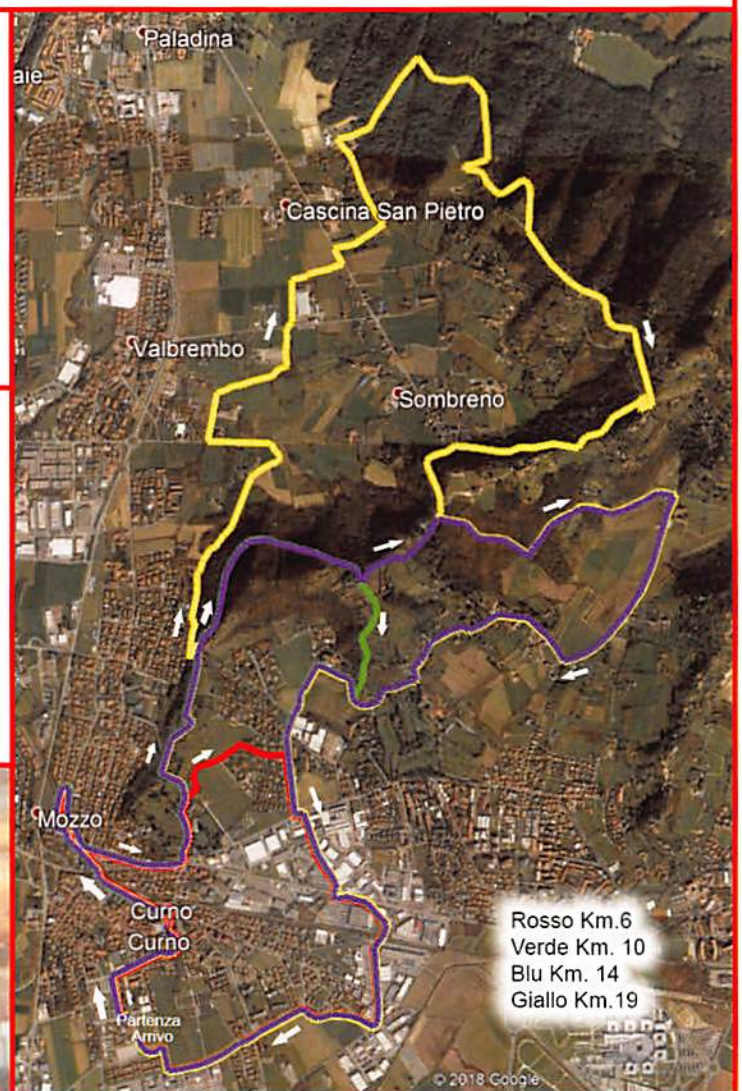 Paladina
aie
Cascina San Pietro
Valbrembo
Sombreno
Mozzo
Curno
Curno
Partenza
Arrivo
Rosso Km.6
Verde Km. 10
Blu Km. 14
Giallo Km.19
© 2018 Google